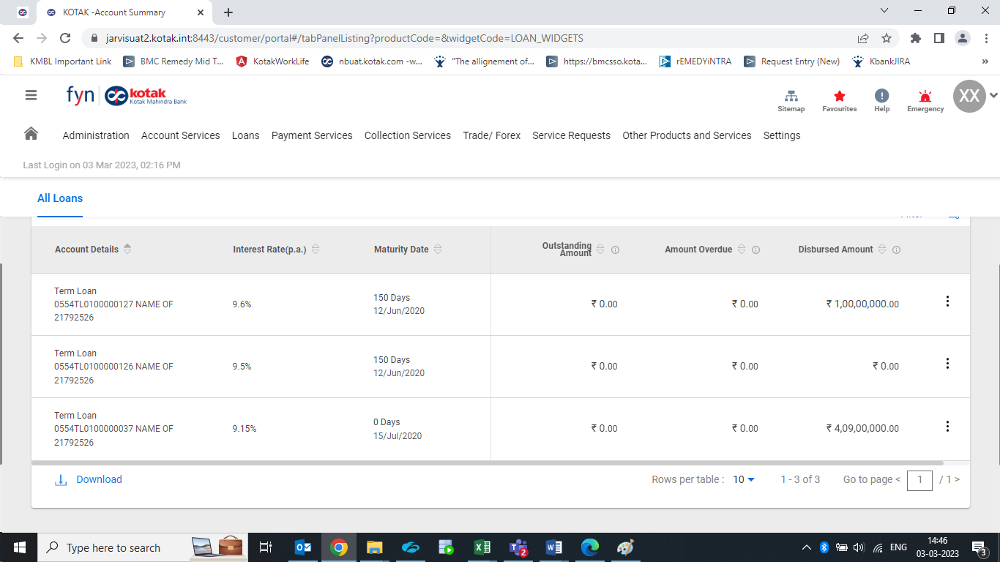 KOTAK -Account Summary
jarvisuat2.kotak.int:8443/customer/portal#/tabPanelListing?productCode=&widgetCode=LOAN_WIDGETS
KMBL Important Link BMC Remedy Mid T... KotakWorkLife nbuat.kotak.com -w... "The allignement of... https://bmcsso.kota... rEMEDYiNTRA Request Entry (New) KbankJIRA »
fyn kotak
Kotak Mahindra Bank
Sitemap Favourites Help Emergency XX
Administration Account Services Loans Payment Services Collection Services Trade/ Forex Service Requests Other Products and Services Settings
Last Login on 03 Mar 2023, 02:16 PM
All Loans
Filter
Account Details Interest Rate(p.a.) Maturity Date Outstanding Amount Amount Overdue Disbursed Amount
Term Loan
0554TL0100000127 NAME OF
21792526
9.6%
150 Days
12/Jun/2020
₹ 0.00 ₹ 0.00 ₹ 1,00,00,000.00
Term Loan
0554TL0100000126 NAME OF
21792526
9.5%
150 Days
12/Jun/2020
₹ 0.00 ₹ 0.00 ₹ 0.00
Term Loan
0554TL0100000037 NAME OF
21792526
9.15%
0 Days
15/Jul/2020
₹ 0.00 ₹ 0.00 ₹ 4,09,00,000.00
Download Rows per table : 10 1 - 3 of 3 Go to page < 1 / 1 >
Type here to search
2
ENG
14:46
03-03-2023
3